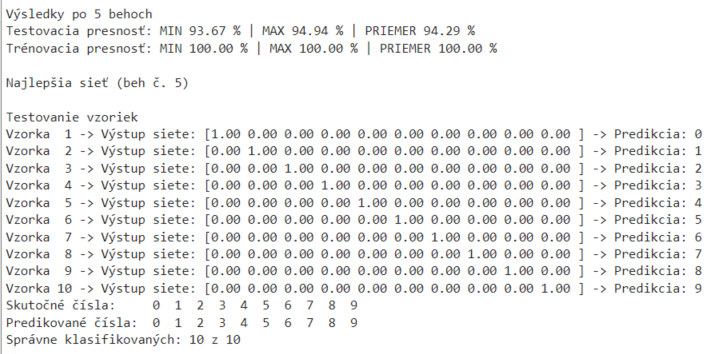 Výsledky po 5 behoch
Testovacia presnosť: MIN 93.67 % | MAX 94.94 % | PRIEMER 94.29 %
Trénovacia presnosť: MIN 100.00 % | MAX 100.00 % | PRIEMER 100.00 %
Najlepšia sieť (beh č. 5)
Testovanie vzoriek
Vzorka  1 -> Výstup siete: [1.00 0.00 0.00 0.00 0.00 0.00 0.00 0.00 0.00 0.00 ] -> Predikcia: 0
Vzorka  2 -> Výstup siete: [0.00 1.00 0.00 0.00 0.00 0.00 0.00 0.00 0.00 0.00 ] -> Predikcia: 1
Vzorka  3 -> Výstup siete: [0.00 0.00 1.00 0.00 0.00 0.00 0.00 0.00 0.00 0.00 ] -> Predikcia: 2
Vzorka  4 -> Výstup siete: [0.00 0.00 0.00 1.00 0.00 0.00 0.00 0.00 0.00 0.00 ] -> Predikcia: 3
Vzorka  5 -> Výstup siete: [0.00 0.00 0.00 0.00 1.00 0.00 0.00 0.00 0.00 0.00 ] -> Predikcia: 4
Vzorka  6 -> Výstup siete: [0.00 0.00 0.00 0.00 0.00 1.00 0.00 0.00 0.00 0.00 ] -> Predikcia: 5
Vzorka  7 -> Výstup siete: [0.00 0.00 0.00 0.00 0.00 0.00 1.00 0.00 0.00 0.00 ] -> Predikcia: 6
Vzorka  8 -> Výstup siete: [0.00 0.00 0.00 0.00 0.00 0.00 0.00 1.00 0.00 0.00 ] -> Predikcia: 7
Vzorka  9 -> Výstup siete: [0.00 0.00 0.00 0.00 0.00 0.00 0.00 0.00 1.00 0.00 ] -> Predikcia: 8
Vzorka 10 -> Výstup siete: [0.00 0.00 0.00 0.00 0.00 0.00 0.00 0.00 0.00 1.00 ] -> Predikcia: 9
Skutočné čísla:     0  1  2  3  4  5  6  7  8  9
Predikované čísla:  0  1  2  3  4  5  6  7  8  9
Správne klasifikovaných: 10 z 10